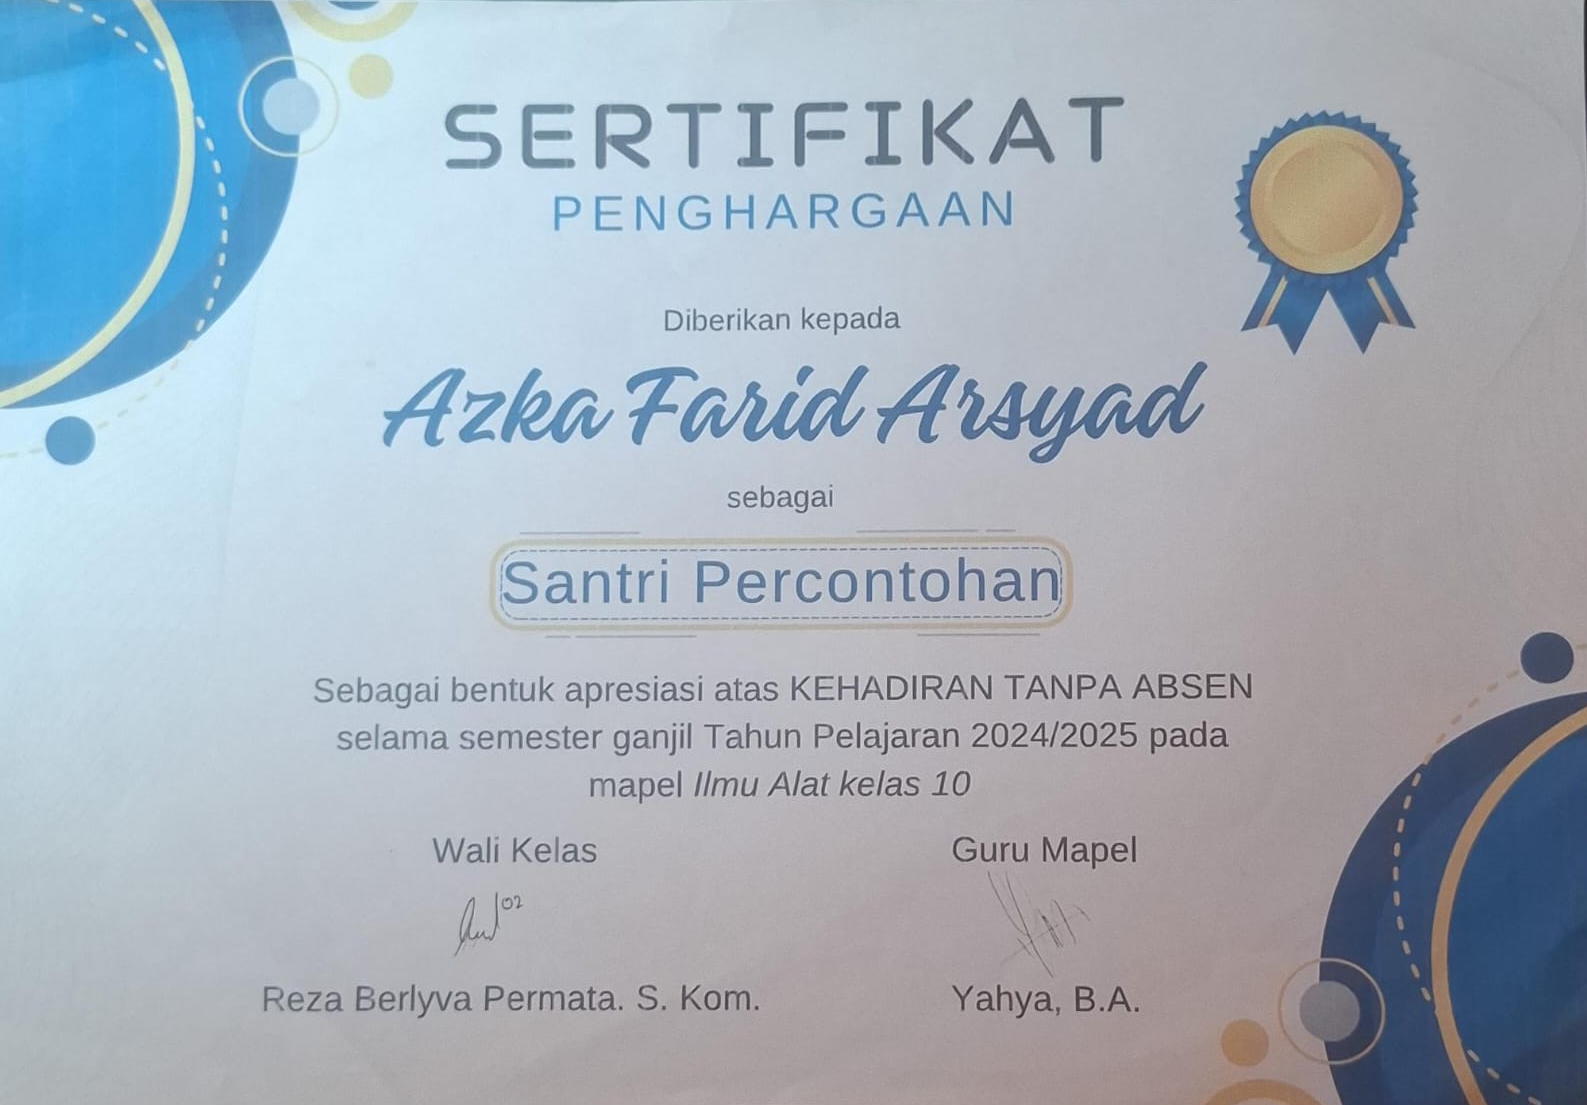 SERTIFIKAT
PENGHARGAAN
Diberikan kepada
Azka Farid Arsyad
sebagai
Santri Percontohan
Sebagai bentuk apresiasi atas KEHADIRAN TANPA ABSEN
selama semester ganjil Tahun Pelajaran 2024/2025 pada
mapel Ilmu Alat kelas 10
Wali Kelas
Guru Mapel
02
Reza Berlyva Permata. S. Kom.
Yahya, B.A.